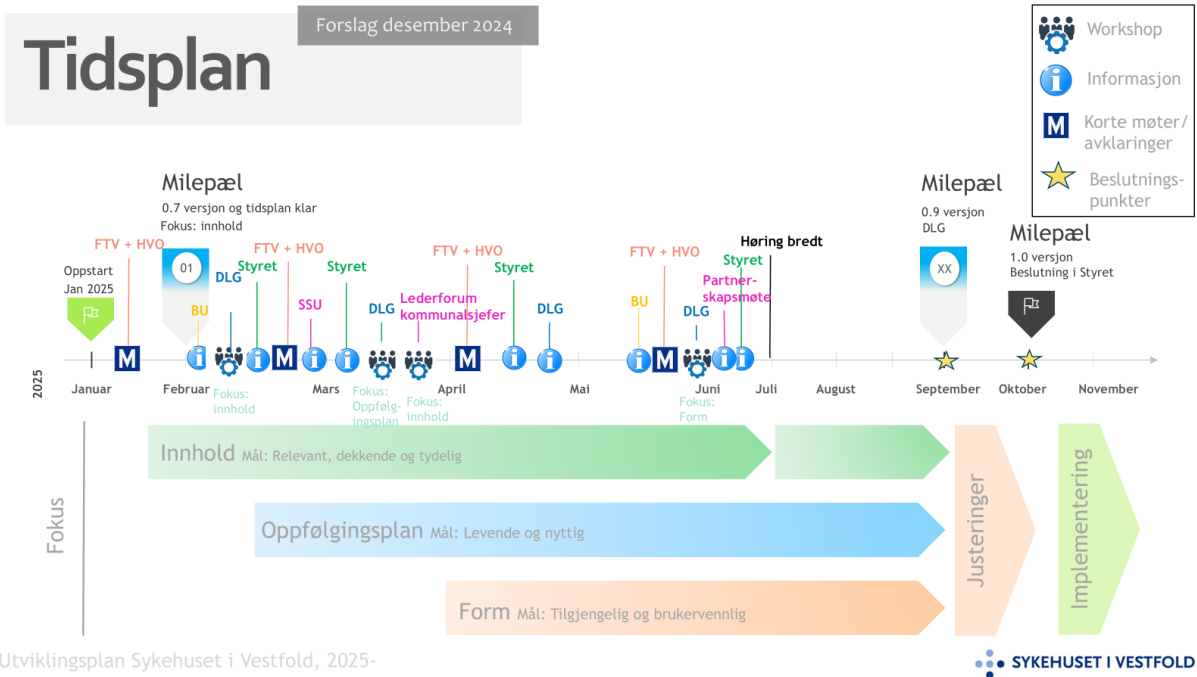 Forslag desember 2024
Tidsplan
Workshop
Informasjon
M
Korte møter/
avklaringer
Beslutnings-
punkter
Milepæl
0.7 versjon og tidsplan klar
Fokus: innhold
Milepæl
0.9 versjon
DLG
Milepæl
1.0 versjon
Beslutning i Styret
Oppstart
Jan 2025
FTV + HVO
01
BU
DLG
Styret
FTV + HVO
SSU
Styret
DLG
Lederforum
kommunalsjefer
FTV + HVO
Styret
DLG
BU
FTV + HVO
DLG
Partner-
skapsmøte
Styret
Høring bredt
XX
M
M
M
M
2025
Januar
Februar
Mars
April
Mai
Juni
Juli
August
September
Oktober
November
Fokus:
innhold
Fokus:
Oppfølg-
ingsplan
Fokus:
innhold
Fokus:
Form
Fokus
Innhold Mål: Relevant, dekkende og tydelig
Oppfølgingsplan Mål: Levende og nyttig
Form Mål: Tilgjengelig og brukervennlig
Justeringer
Implementering
Utviklingsplan Sykehuset i Vestfold, 2025-
SYKEHUSET I VESTFOLD